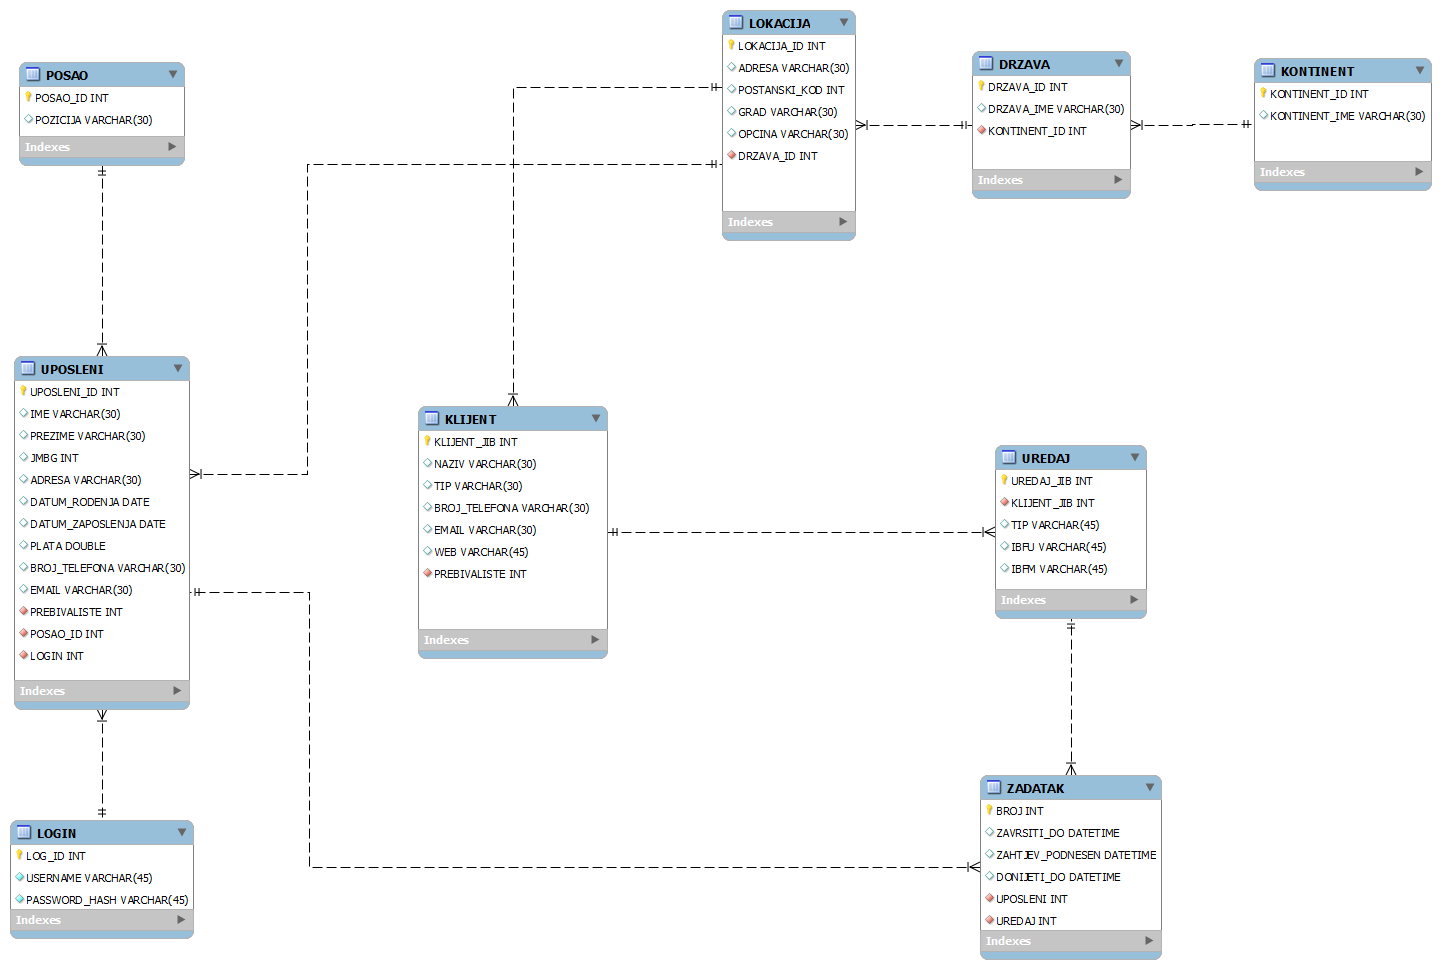 POSAO
POSAO_ID INT
POZICIJA VARCHAR(30)
Indexes
LOKACIJA
LOKACIJA_ID INT
ADRESA VARCHAR(30)
POSTANSKI_KOD INT
GRAD VARCHAR(30)
OPCINA VARCHAR(30)
DRZAVA_ID INT
Indexes
DRZAVA
DRZAVA_ID INT
DRZAVA_IME VARCHAR(30)
KONTINENT_ID INT
Indexes
KONTINENT
KONTINENT_ID INT
KONTINENT_IME VARCHAR(30)
Indexes
UPOSLENI
UPOSLENI_ID INT
IME VARCHAR(30)
PREZIME VARCHAR(30)
JMBG INT
ADRESA VARCHAR(30)
DATUM_RODENJA DATE
DATUM_ZAPOSLENJA DATE
PLATA DOUBLE
BROJ_TELEFONA VARCHAR(30)
EMAIL VARCHAR(30)
PREBIVALISTE INT
POSAO_ID INT
LOGIN INT
Indexes
KLIJENT
KLIJENT_JIB INT
NAZIV VARCHAR(30)
TIP VARCHAR(30)
BROJ_TELEFONA VARCHAR(30)
EMAIL VARCHAR(30)
WEB VARCHAR(45)
PREBIVALISTE INT
Indexes
UREDAJ
UREDAJ_JIB INT
KLIJENT_JIB INT
TIP VARCHAR(45)
IBFU VARCHAR(45)
IBFM VARCHAR(45)
Indexes
LOGIN
LOG_ID INT
USERNAME VARCHAR(45)
PASSWORD_HASH VARCHAR(45)
Indexes
ZADATAK
BROJ INT
ZAVRSITI_DO DATETIME
ZAHTJEV_PODNESEN DATETIME
DONIJETI_DO DATETIME
UPOSLENI INT
UREDAJ INT
Indexes